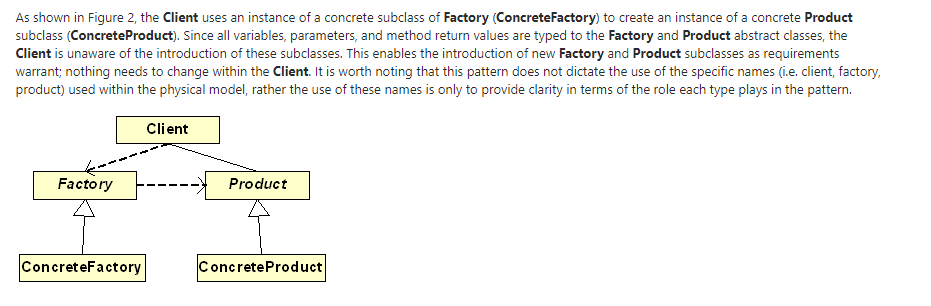 As shown in Figure 2, the Client uses an instance of a concrete subclass of Factory (ConcreteFactory) to create an instance of a concrete Product
subclass (ConcreteProduct). Since all variables, parameters, and method return values are typed to the Factory and Product abstract classes, the
Client is unaware of the introduction of these subclasses. This enables the introduction of new Factory and Product subclasses as requirements
warrant; nothing needs to change within the Client. It is worth noting that this pattern does not dictate the use of the specific names (i.e. client, factory,
product) used within the physical model, rather the use of these names is only to provide clarity in terms of the role each type plays in the pattern.
Client
Factory
Product
ConcreteFactory
ConcreteProduct